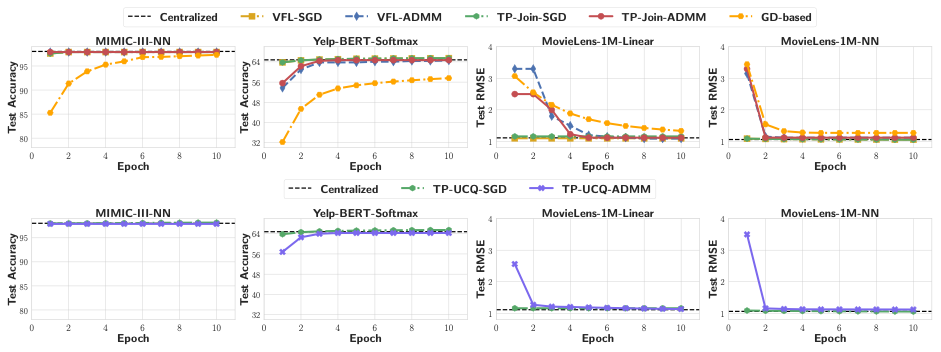 Centralized VFL-SGD VFL-ADMM TP-Join-SGD TP-Join-ADMM GD-based
MIMIC-III-NN Yelp-BERT-Softmax MovieLens-1M-Linear MovieLens-1M-NN
Test Accuracy
95
90
85
80
0 2 4 6 8 10
Epoch
Test Accuracy
64
56
48
40
32
0 2 4 6 8 10
Epoch
Test RMSE
4
3
2
1
0 2 4 6 8 10
Epoch
Test RMSE
4
3
2
1
0 2 4 6 8 10
Epoch
Centralized TP-UCQ-SGD TP-UCQ-ADMM
MIMIC-III-NN Yelp-BERT-Softmax MovieLens-1M-Linear MovieLens-1M-NN
Test Accuracy
95
90
85
80
0 2 4 6 8 10
Epoch
Test Accuracy
64
56
48
40
32
0 2 4 6 8 10
Epoch
Test RMSE
4
3
2
1
0 2 4 6 8 10
Epoch
Test RMSE
4
3
2
1
0 2 4 6 8 10
Epoch